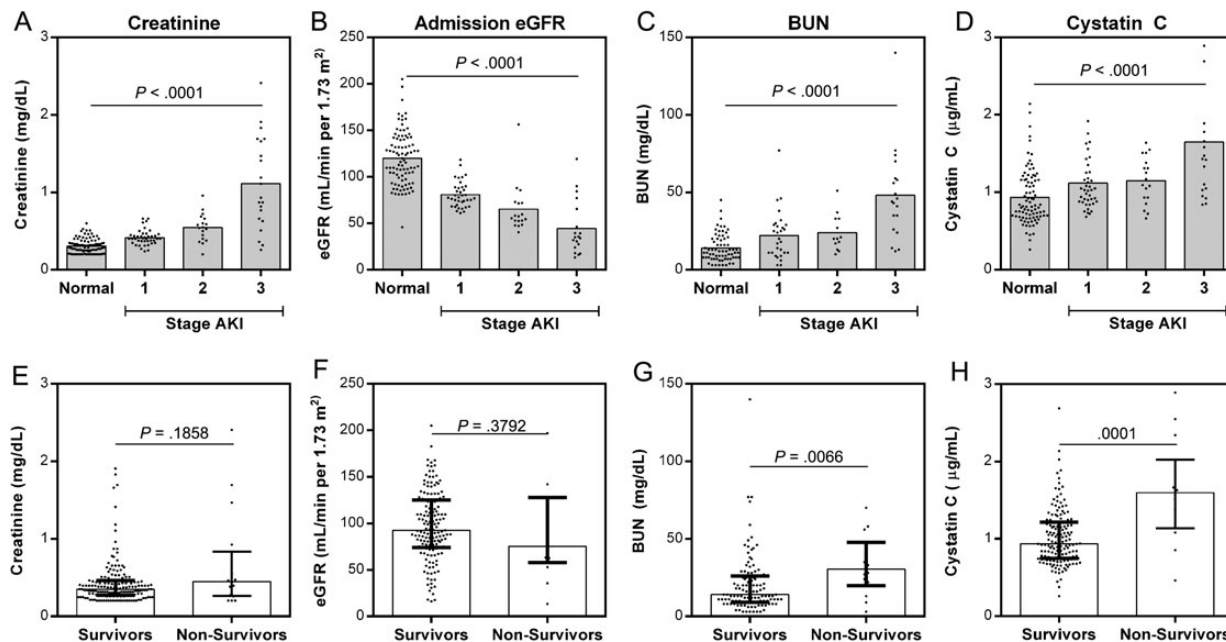 A
Creatinine
Creatinine (mg/dL)
3
2
1
0
P < .0001
Normal
1
2
3
Stage AKI
B
Admission eGFR
eGFR (mL/min per 1.73 m²)
250
200
150
100
50
0
P < .0001
Normal
1
2
3
Stage AKI
C
BUN
BUN (mg/dL)
150
100
50
0
P < .0001
Normal
1
2
3
Stage AKI
D
Cystatin C
Cystatin C (μg/mL)
3
2
1
0
P < .0001
Normal
1
2
3
Stage AKI
E
Creatinine (mg/dL)
3
2
1
0
P = .1858
Survivors
Non-Survivors
F
eGFR (mL/min per 1.73 m²)
250
200
150
100
50
0
P = .3792
Survivors
Non-Survivors
G
BUN (mg/dL)
150
100
50
0
P = .0066
Survivors
Non-Survivors
H
Cystatin C ( μg/mL)
3
2
1
0
.0001
Survivors
Non-Survivors